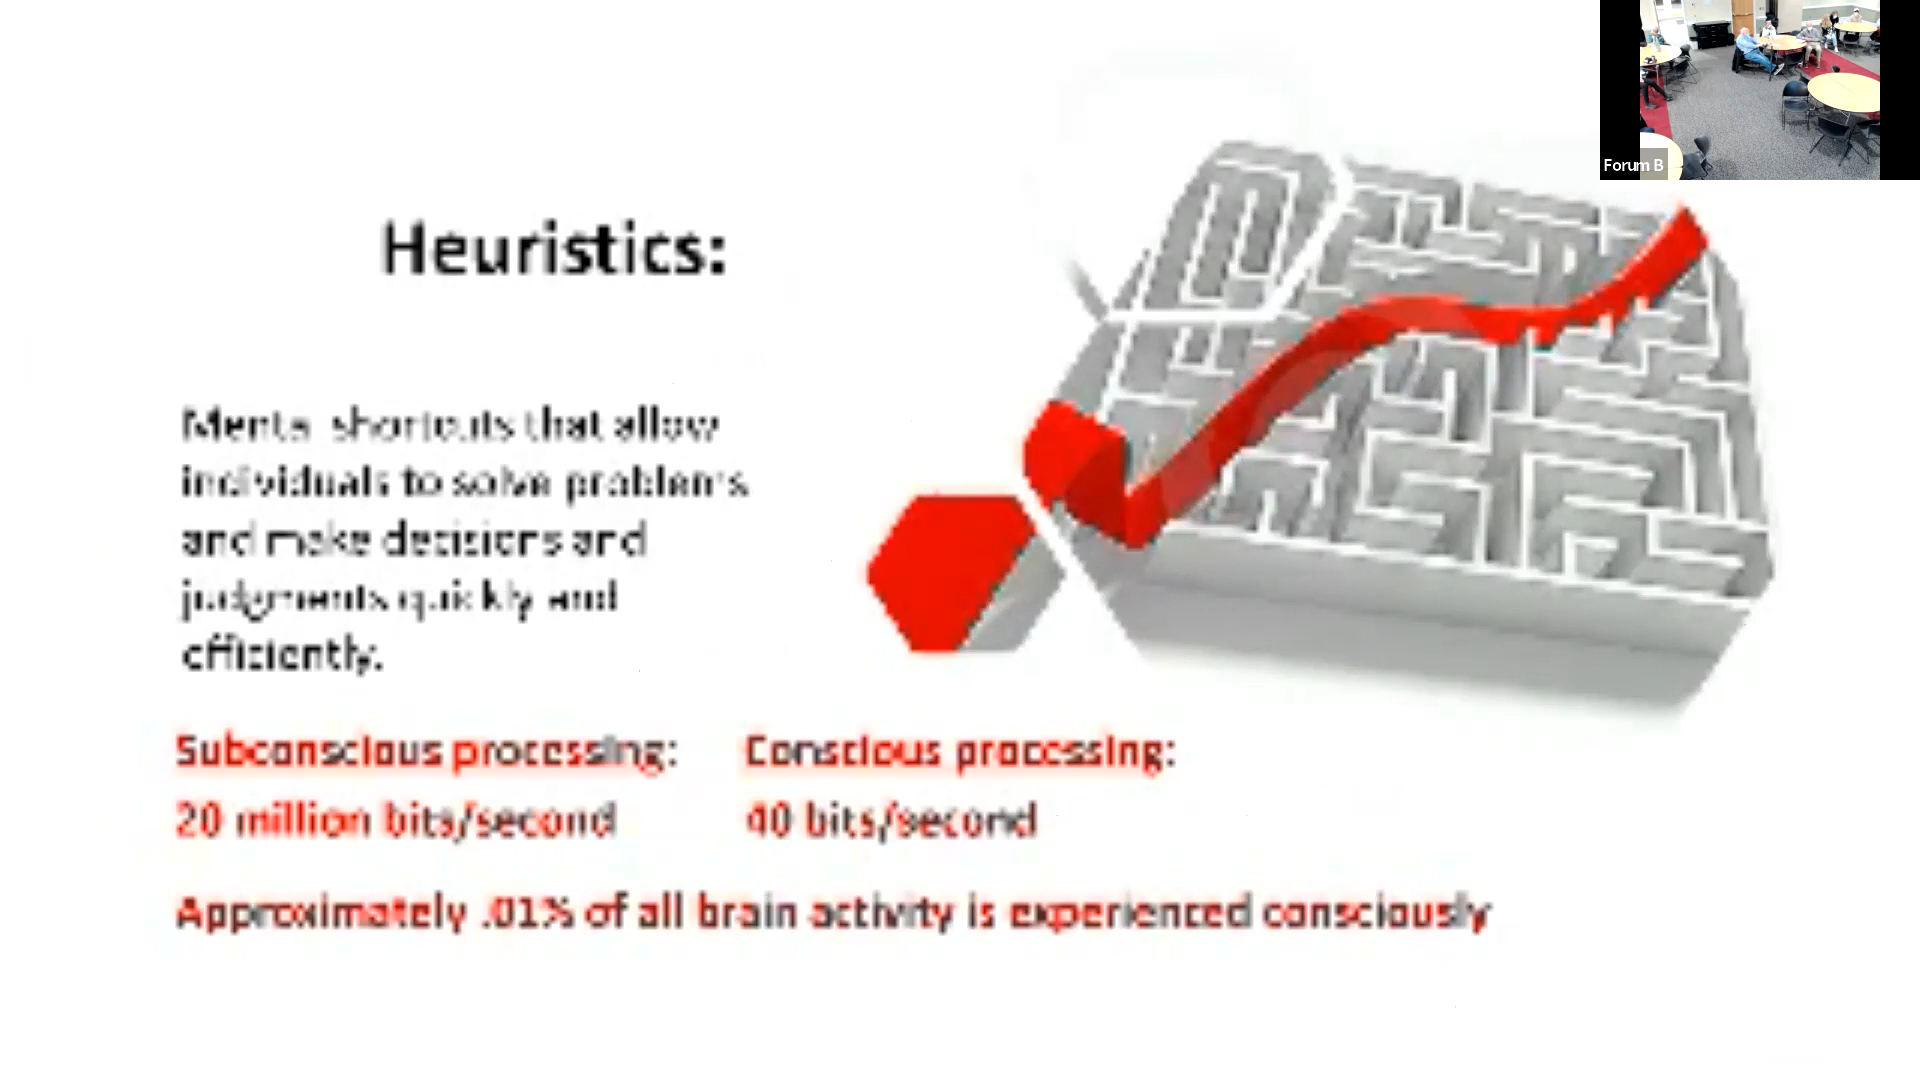 Forum B
Heuristics:
Mental shortcuts that allow
individuals to solve problems
and make decisions and
judgments quickly and
efficiently.
Subconscious processing: Conscious processing:
20 million bits/second 40 bits/second
Approximately .01% of all brain activity is experienced consciously